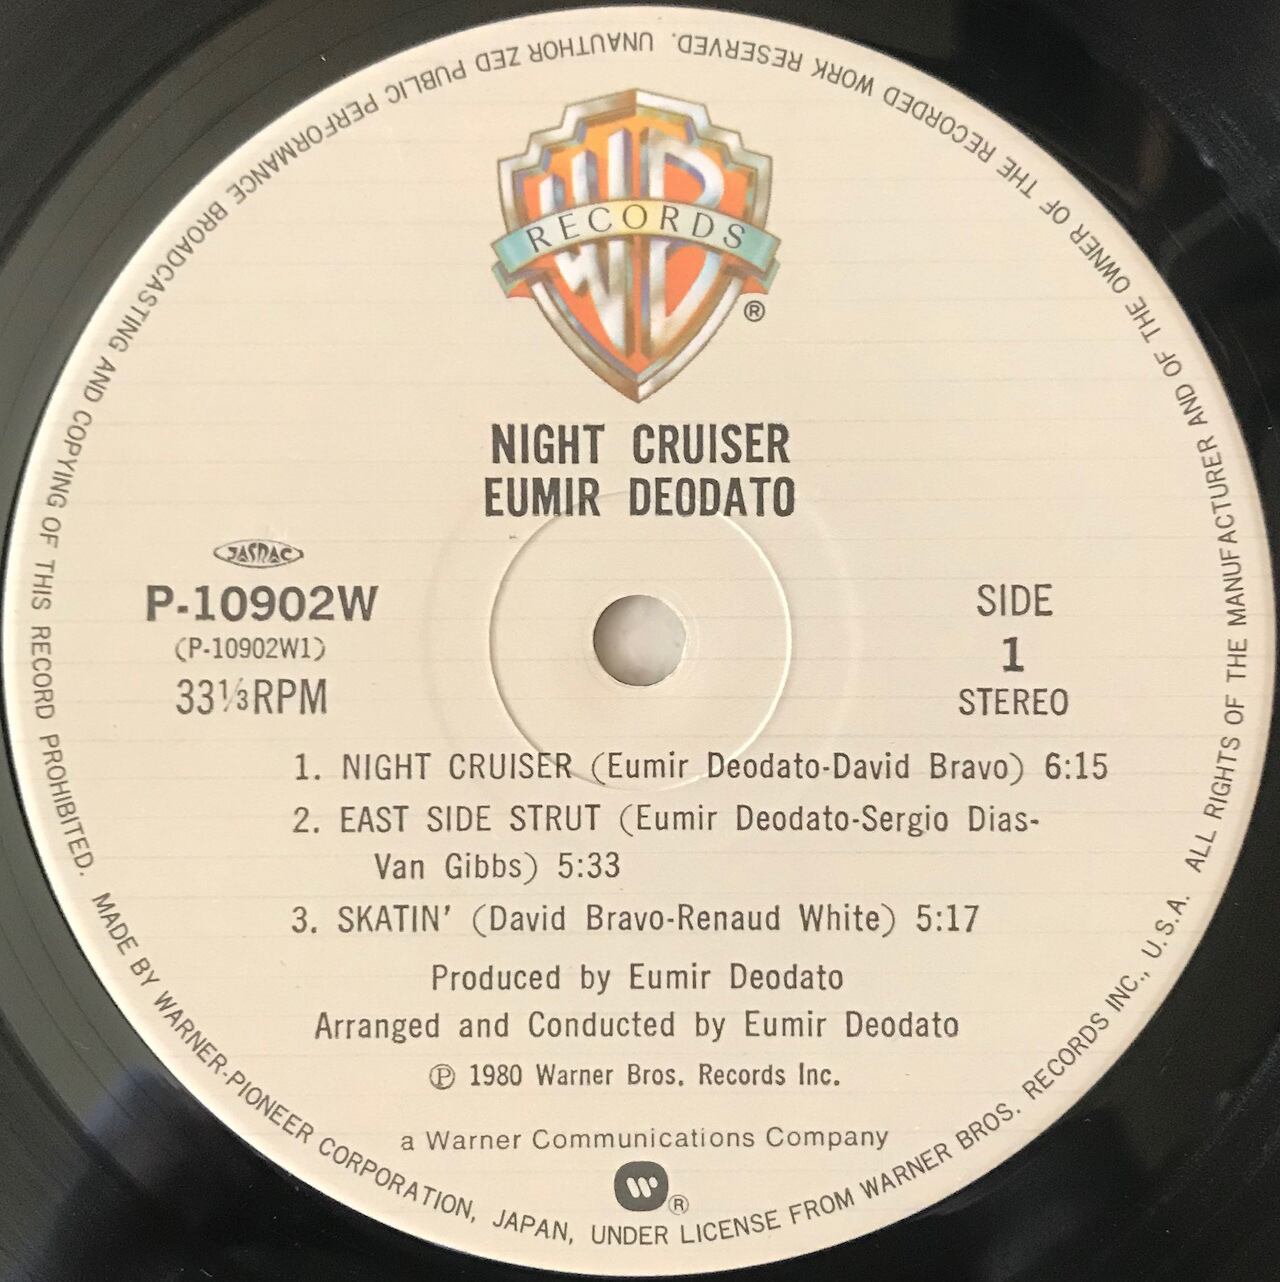 WB
RECORDS
®
NIGHT CRUISER
EUMIR DEODATO
JASRAC
P-10902W
(P-10902W1)
33⅓RPM
SIDE
1
STEREO
1. NIGHT CRUISER (Eumir Deodato-David Bravo) 6:15
2. EAST SIDE STRUT (Eumir Deodato-Sergio Dias-
Van Gibbs) 5:33
3. SKATIN' (David Bravo-Renaud White) 5:17
Produced by Eumir Deodato
Arranged and Conducted by Eumir Deodato
℗ 1980 Warner Bros. Records Inc.
a Warner Communications Company
®
MADE BY WARNER-PIONEER CORPORATION, JAPAN, UNDER LICENSE FROM WARNER BROS. RECORDS INC., U.S.A. ALL RIGHTS OF THE MANUFACTURER AND OF THE OWNER OF THE RECORDED WORK RESERVED. UNAUTHOR ZED PUBLIC PERFORMANCE BROADCASTING AND COPYING OF THIS RECORD PROHIBITED.